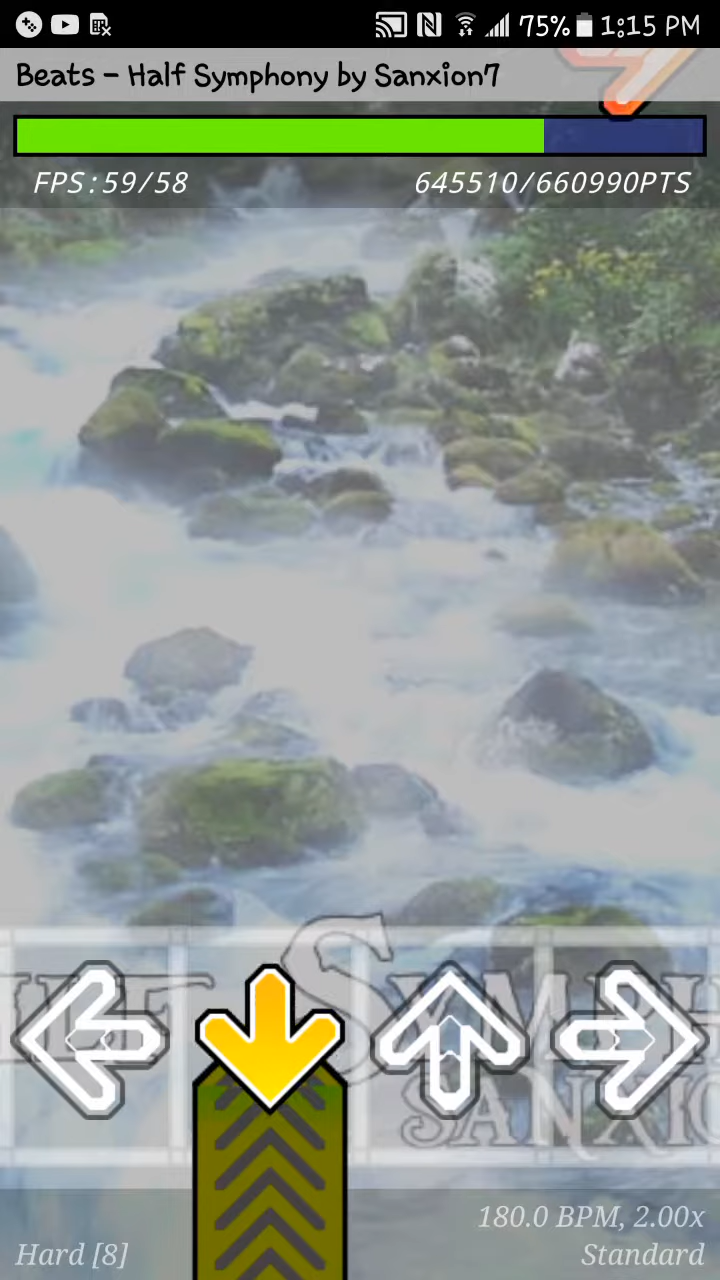 75% 1:15 PM
Beats - Half Symphony by Sanxion7
FPS:59/58 645510/660990PTS
SANXIO
180.0 BPM, 2.00x
Hard [8] Standard